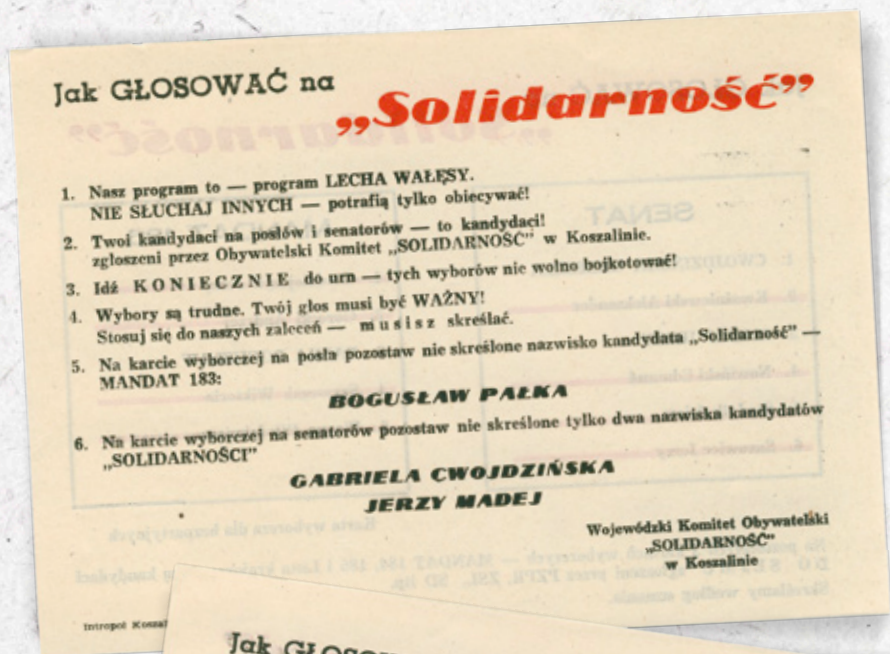 Jak GŁOSOWAĆ na
„Solidarność”
1. Nasz program to — program LECHA WAŁĘSY.
NIE SŁUCHAJ INNYCH — potrafią tylko obiecywać!
2. Twoi kandydaci na posłów i senatorów — to kandydaci!
zgłoszeni przez Obywatelski Komitet „SOLIDARNOŚĆ” w Koszalinie.
3. Idź KONIECZNIE do urn — tych wyborów nie wolno bojkotować!
4. Wybory są trudne. Twój głos musi być WAŻNY!
Stosuj się do naszych zaleceń — musisz skreślać.
5. Na karcie wyborczej na posła pozostaw nie skreślone nazwisko kandydata „Solidarność” —
MANDAT 183:
BOGUSŁAW PAŁKA
6. Na karcie wyborczej na senatorów pozostaw nie skreślone tylko dwa nazwiska kandydatów
„SOLIDARNOŚCI”
GABRIELA CWOJDZIŃSKA
JERZY MADEJ
Wojewódzki Komitet Obywatelski
„SOLIDARNOŚĆ”
w Koszalinie
Intropol
Jak